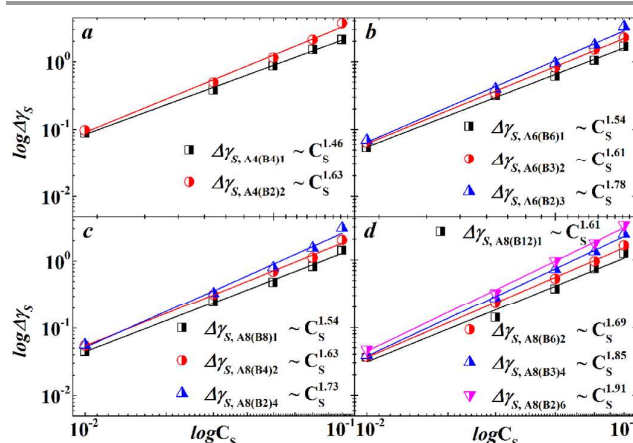 a
b
logΔγ_S
10^0
10^-1
10^-2
Δγ_S, A4(B4)1 ~ C_S^1.46
Δγ_S, A4(B2)2 ~ C_S^1.63
Δγ_S, A6(B6)1 ~ C_S^1.54
Δγ_S, A6(B3)2 ~ C_S^1.61
Δγ_S, A6(B2)3 ~ C_S^1.78
c
d
logΔγ_S
10^0
10^-1
10^-2
Δγ_S, A8(B8)1 ~ C_S^1.54
Δγ_S, A8(B4)2 ~ C_S^1.63
Δγ_S, A8(B2)4 ~ C_S^1.73
Δγ_S, A8(B12)1 ~ C_S^1.61
Δγ_S, A8(B6)2 ~ C_S^1.69
Δγ_S, A8(B3)4 ~ C_S^1.85
Δγ_S, A8(B2)6 ~ C_S^1.91
10^-2 logC_S 10^-1 10^-2 logC_S 10^-1